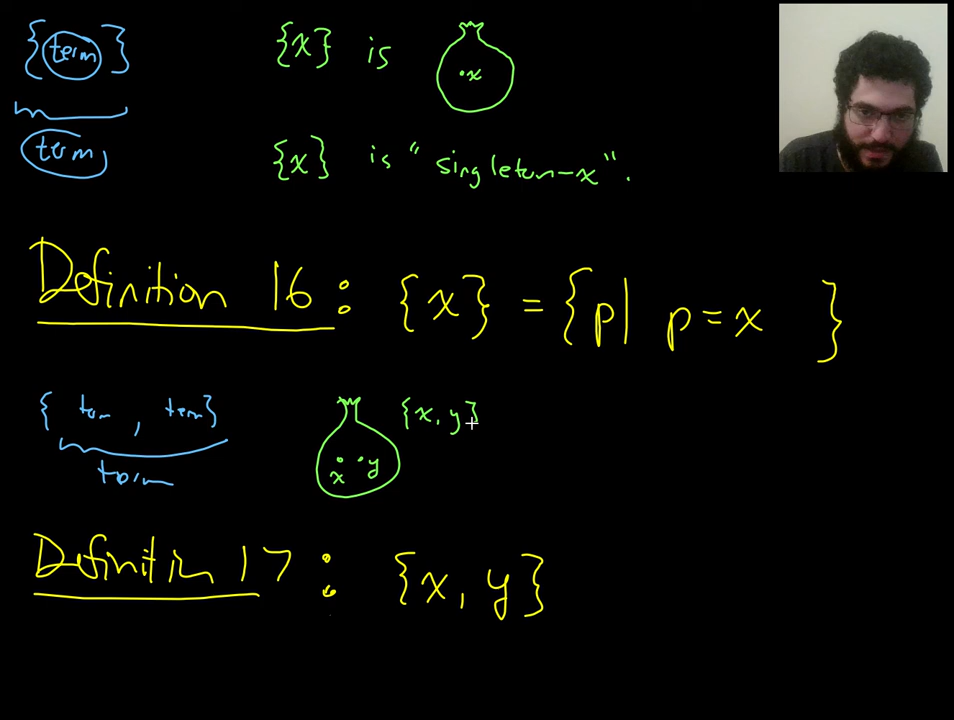 {term} {x} is •x
term {x} is "singleton-x".
Definition 16: {x} = {p| p=x }
{term, term} {x, y}
term x y
Definition 17: {x, y}